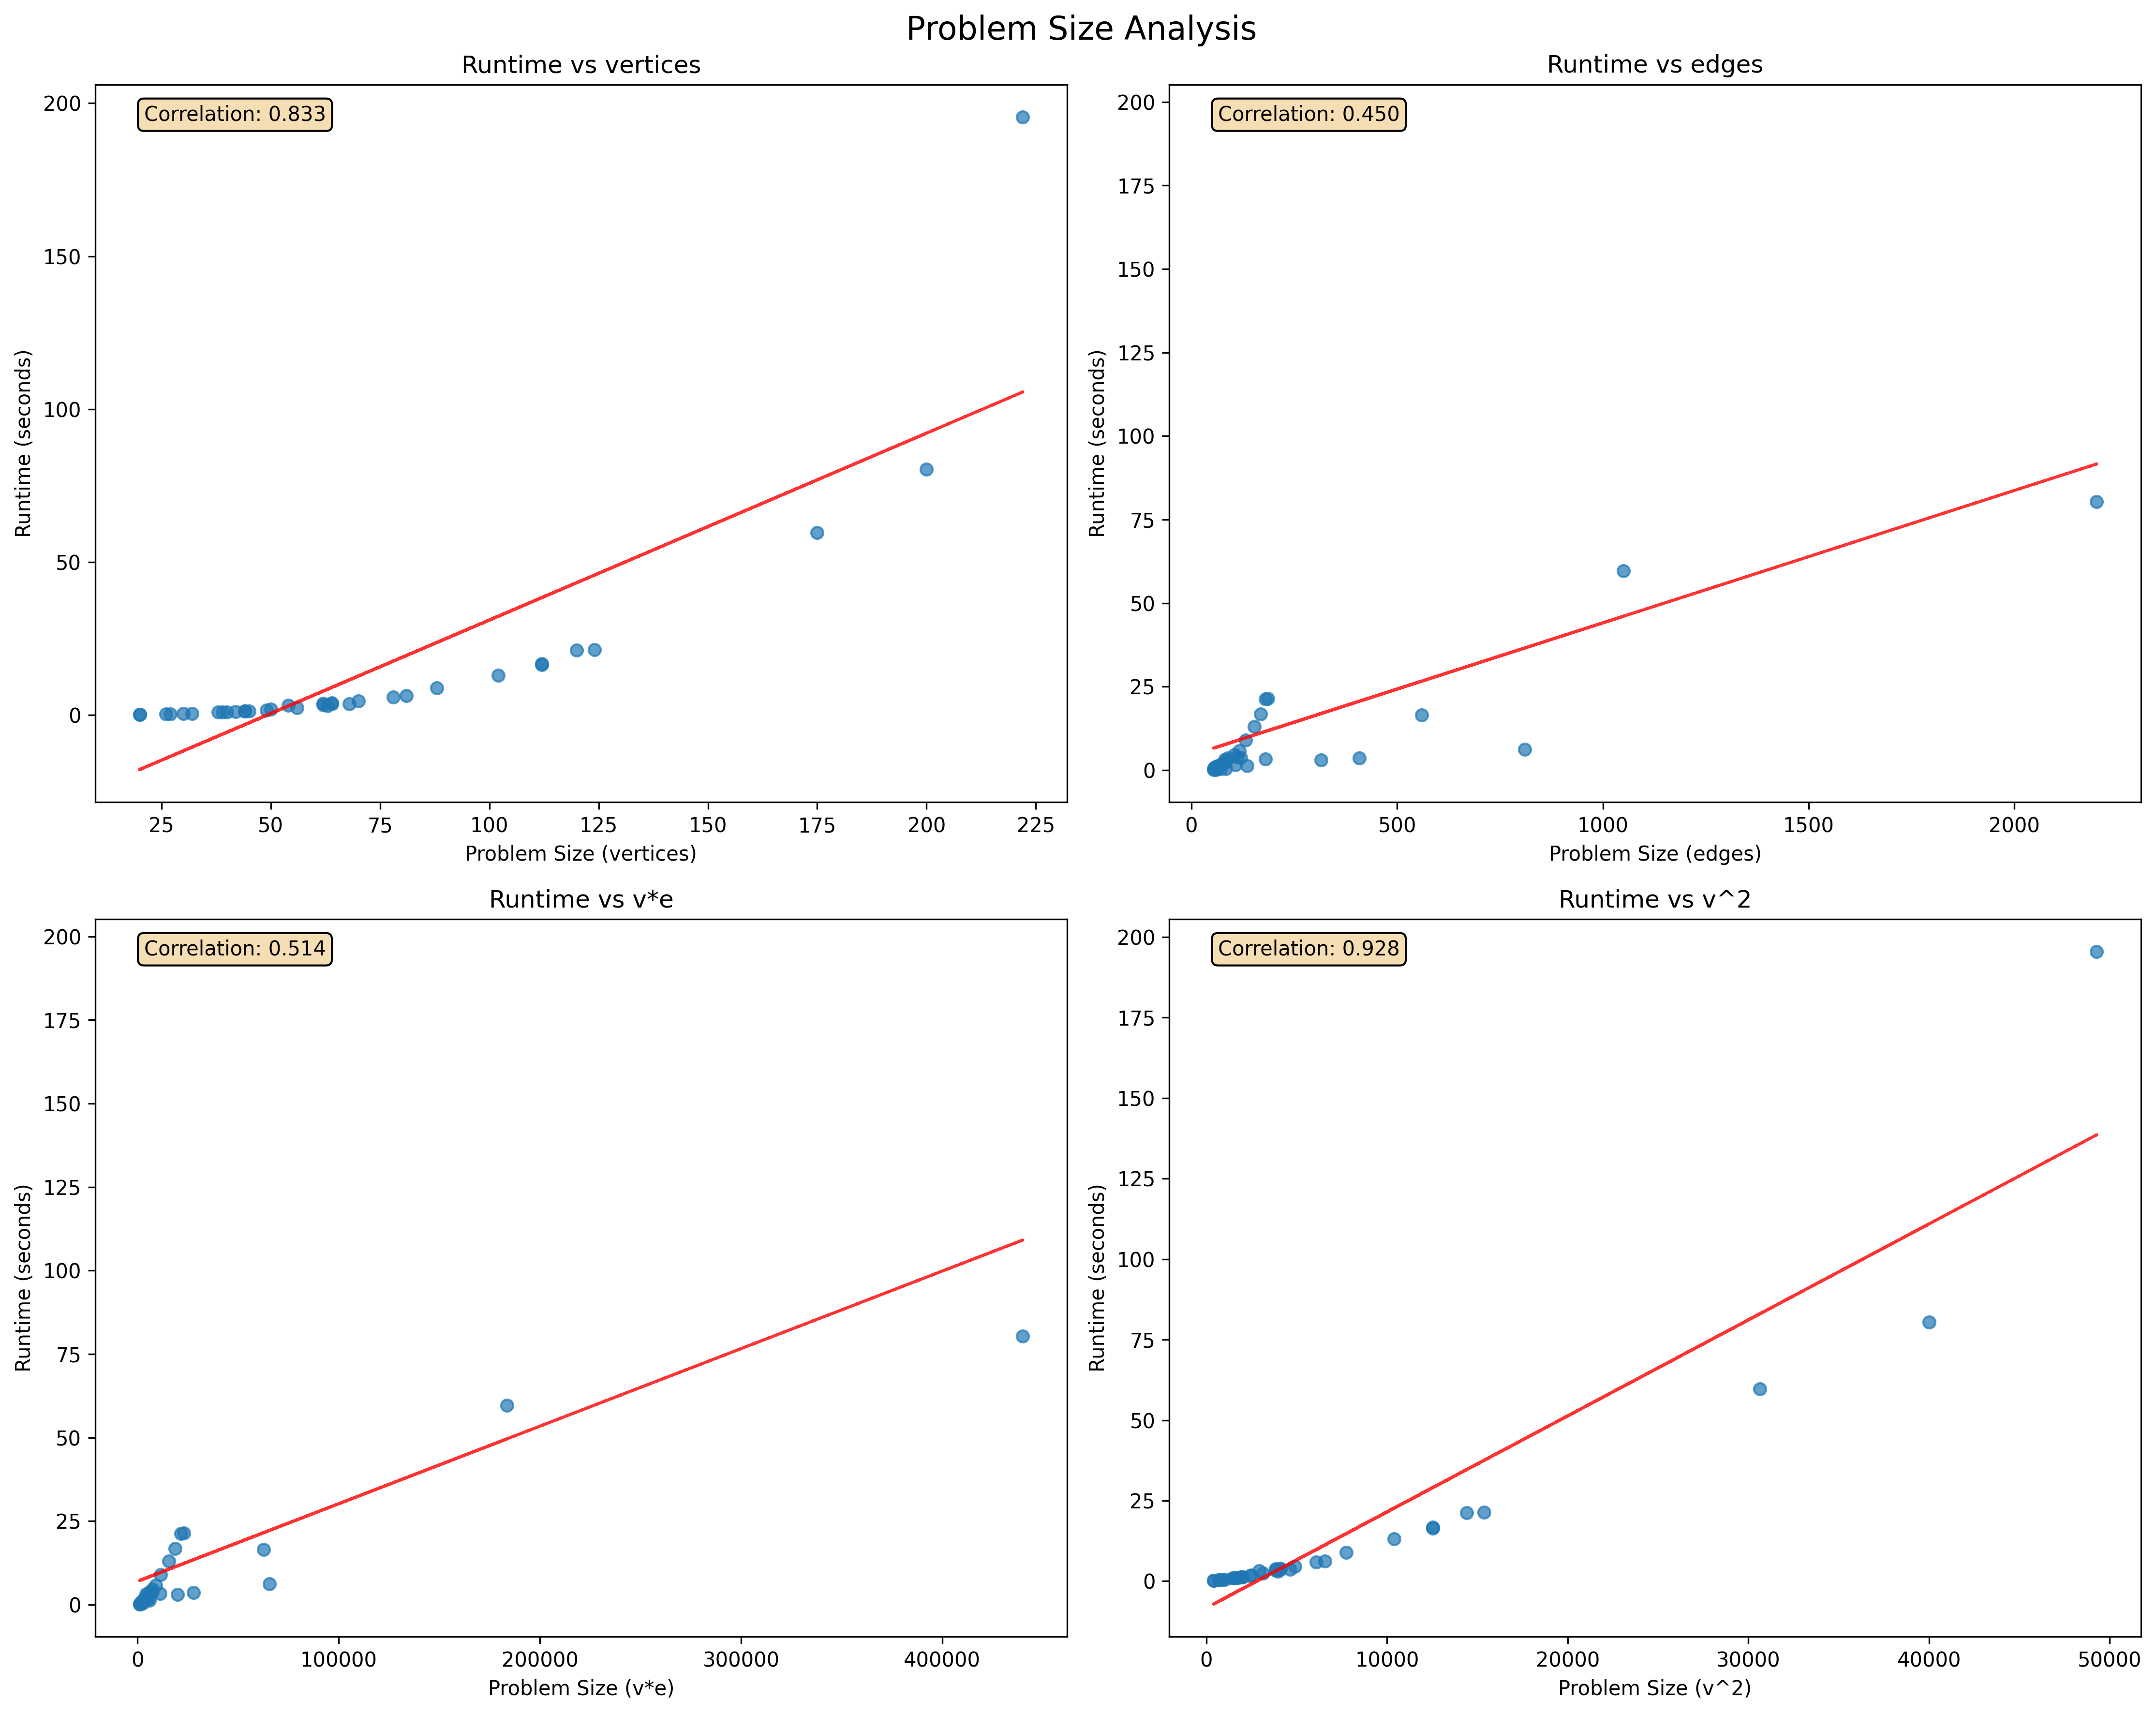 Problem Size Analysis
Runtime vs vertices
Correlation: 0.833
Runtime (seconds)
200
150
100
50
0
25 50 75 100 125 150 175 200 225
Problem Size (vertices)
Runtime vs edges
Correlation: 0.450
Runtime (seconds)
200
175
150
125
100
75
50
25
0
0 500 1000 1500 2000
Problem Size (edges)
Runtime vs v*e
Correlation: 0.514
Runtime (seconds)
200
175
150
125
100
75
50
25
0
0 100000 200000 300000 400000
Problem Size (v*e)
Runtime vs v^2
Correlation: 0.928
Runtime (seconds)
200
175
150
125
100
75
50
25
0
0 10000 20000 30000 40000 50000
Problem Size (v^2)